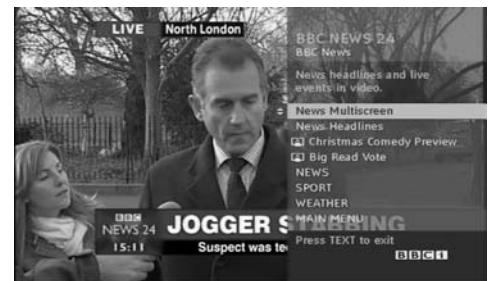 LIVE North London
BBC NEWS 24
BBC News
News headlines and live
events in video.
News Multiscreen
News Headlines
Christmas Comedy Preview
Big Read Vote
NEWS
SPORT
WEATHER
MAIN MENU
Press TEXT to exit
BBC 1
BBC
NEWS 24
15:11
JOGGER STABBING
Suspect was